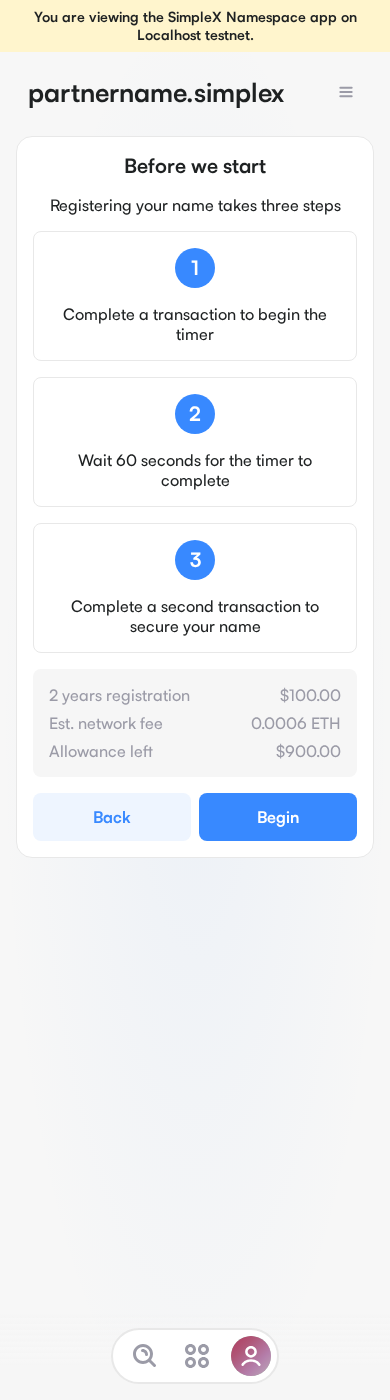 You are viewing the SimpleX Namespace app on
Localhost testnet.
partnername.simplex
Before we start
Registering your name takes three steps
1
Complete a transaction to begin the
timer
2
Wait 60 seconds for the timer to
complete
3
Complete a second transaction to
secure your name
2 years registration $100.00
Est. network fee 0.0006 ETH
Allowance left $900.00
Back Begin